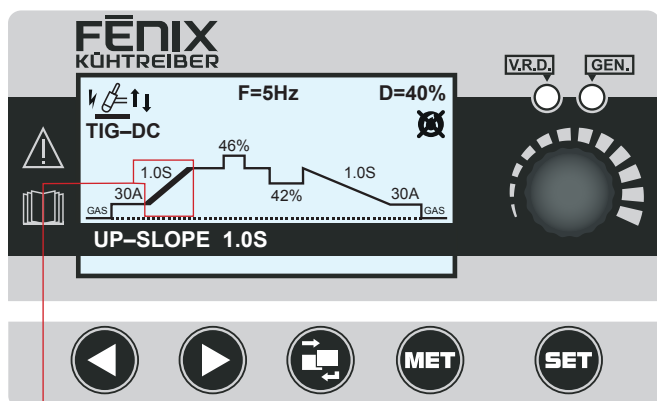 FĒNIX
KÜHTREIBER
V.R.D. GEN.
F=5Hz D=40%
TIG–DC
46%
1.0S 1.0S
30A 42% 30A
GAS GAS
UP–SLOPE 1.0S
MET SET